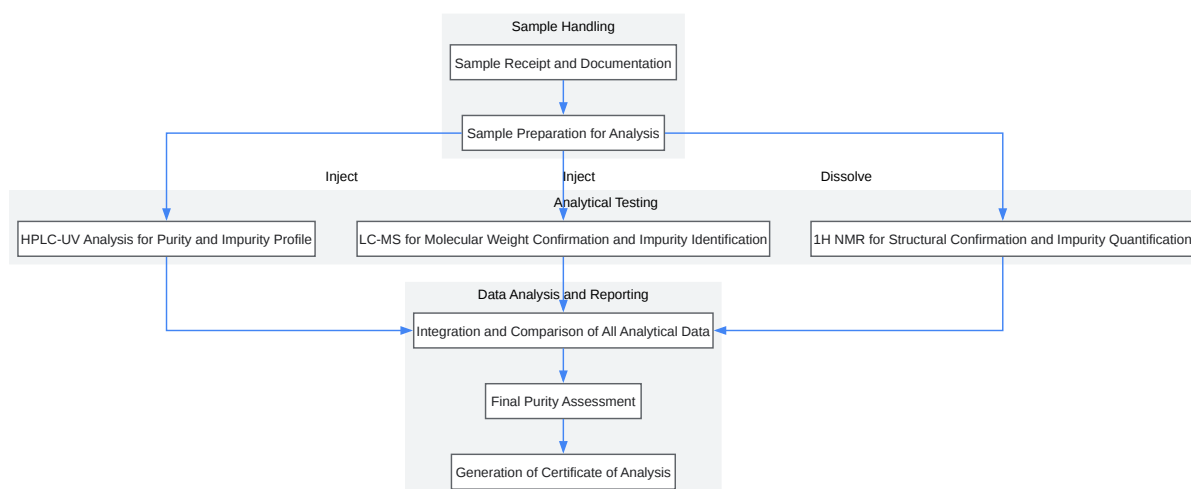 Sample Handling
Sample Receipt and Documentation
Sample Preparation for Analysis
Inject
Inject
Dissolve
Analytical Testing
HPLC-UV Analysis for Purity and Impurity Profile
LC-MS for Molecular Weight Confirmation and Impurity Identification
1H NMR for Structural Confirmation and Impurity Quantification
Data Analysis and Reporting
Integration and Comparison of All Analytical Data
Final Purity Assessment
Generation of Certificate of Analysis